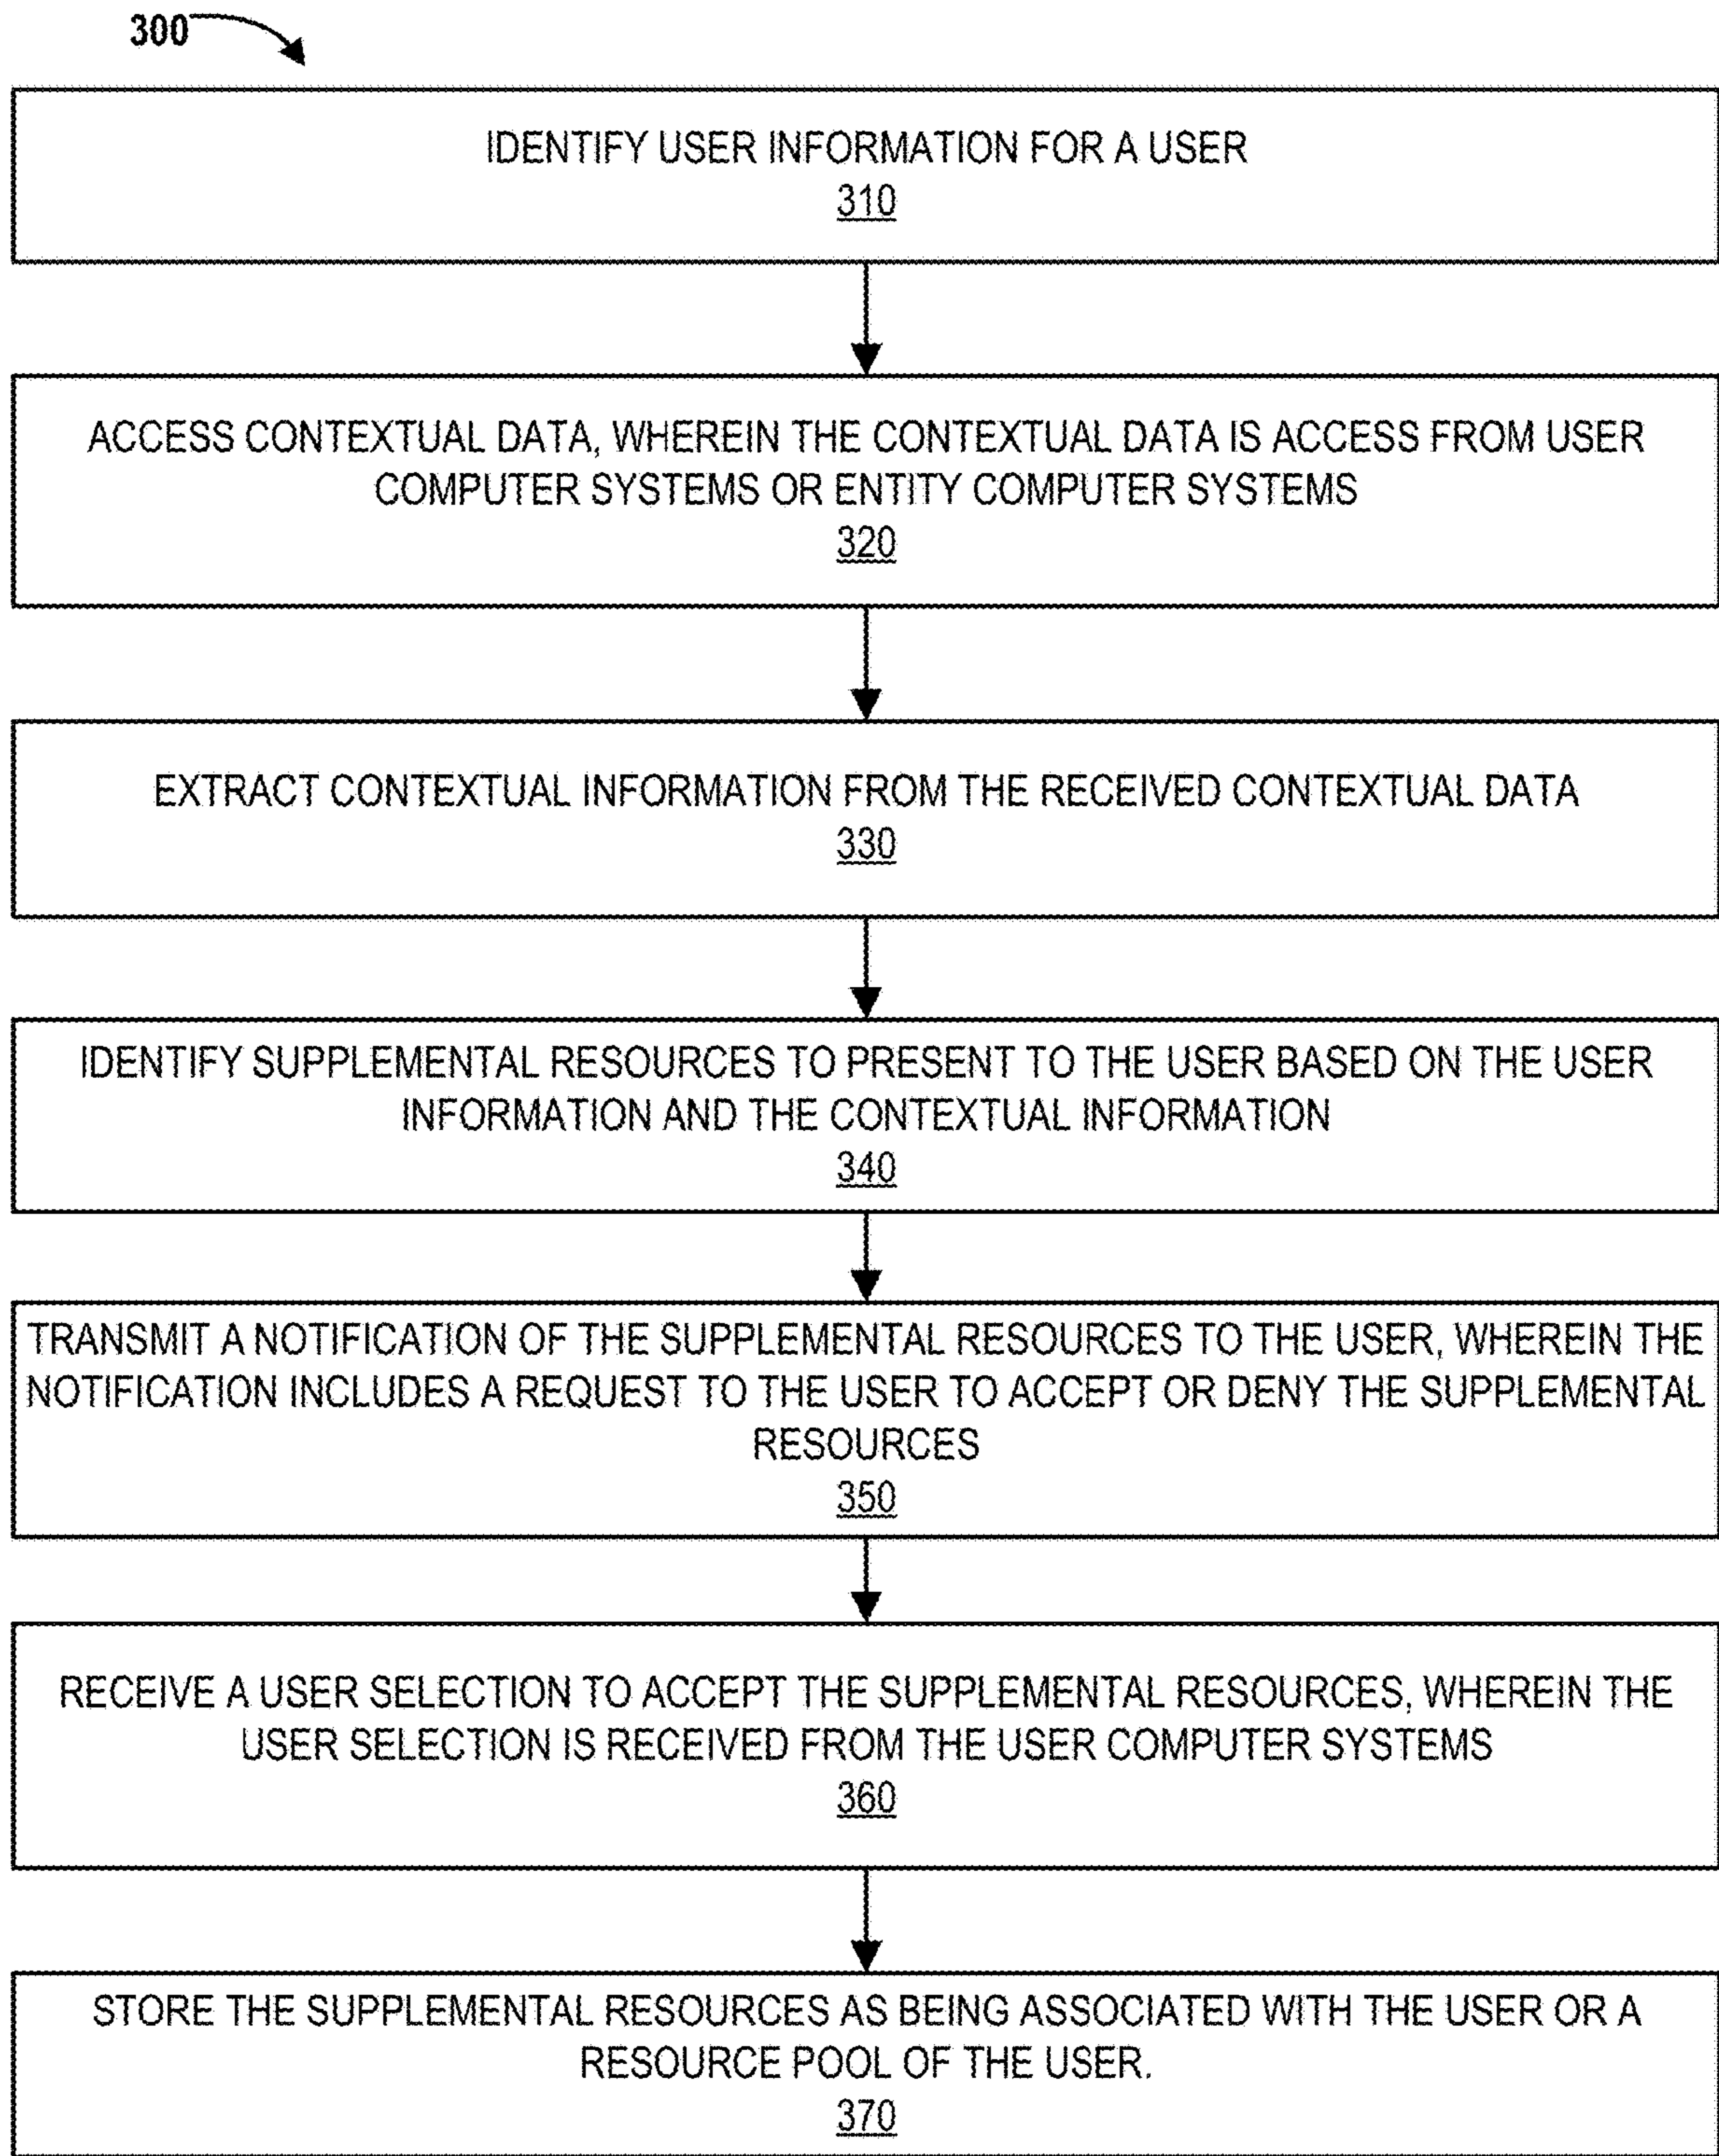 300
IDENTIFY USER INFORMATION FOR A USER
310
ACCESS CONTEXTUAL DATA, WHEREIN THE CONTEXTUAL DATA IS ACCESS FROM USER
COMPUTER SYSTEMS OR ENTITY COMPUTER SYSTEMS
320
EXTRACT CONTEXTUAL INFORMATION FROM THE RECEIVED CONTEXTUAL DATA
330
IDENTIFY SUPPLEMENTAL RESOURCES TO PRESENT TO THE USER BASED ON THE USER
INFORMATION AND THE CONTEXTUAL INFORMATION
340
TRANSMIT A NOTIFICATION OF THE SUPPLEMENTAL RESOURCES TO THE USER, WHEREIN THE
NOTIFICATION INCLUDES A REQUEST TO THE USER TO ACCEPT OR DENY THE SUPPLEMENTAL
RESOURCES
350
RECEIVE A USER SELECTION TO ACCEPT THE SUPPLEMENTAL RESOURCES, WHEREIN THE
USER SELECTION IS RECEIVED FROM THE USER COMPUTER SYSTEMS
360
STORE THE SUPPLEMENTAL RESOURCES AS BEING ASSOCIATED WITH THE USER OR A
RESOURCE POOL OF THE USER.
370